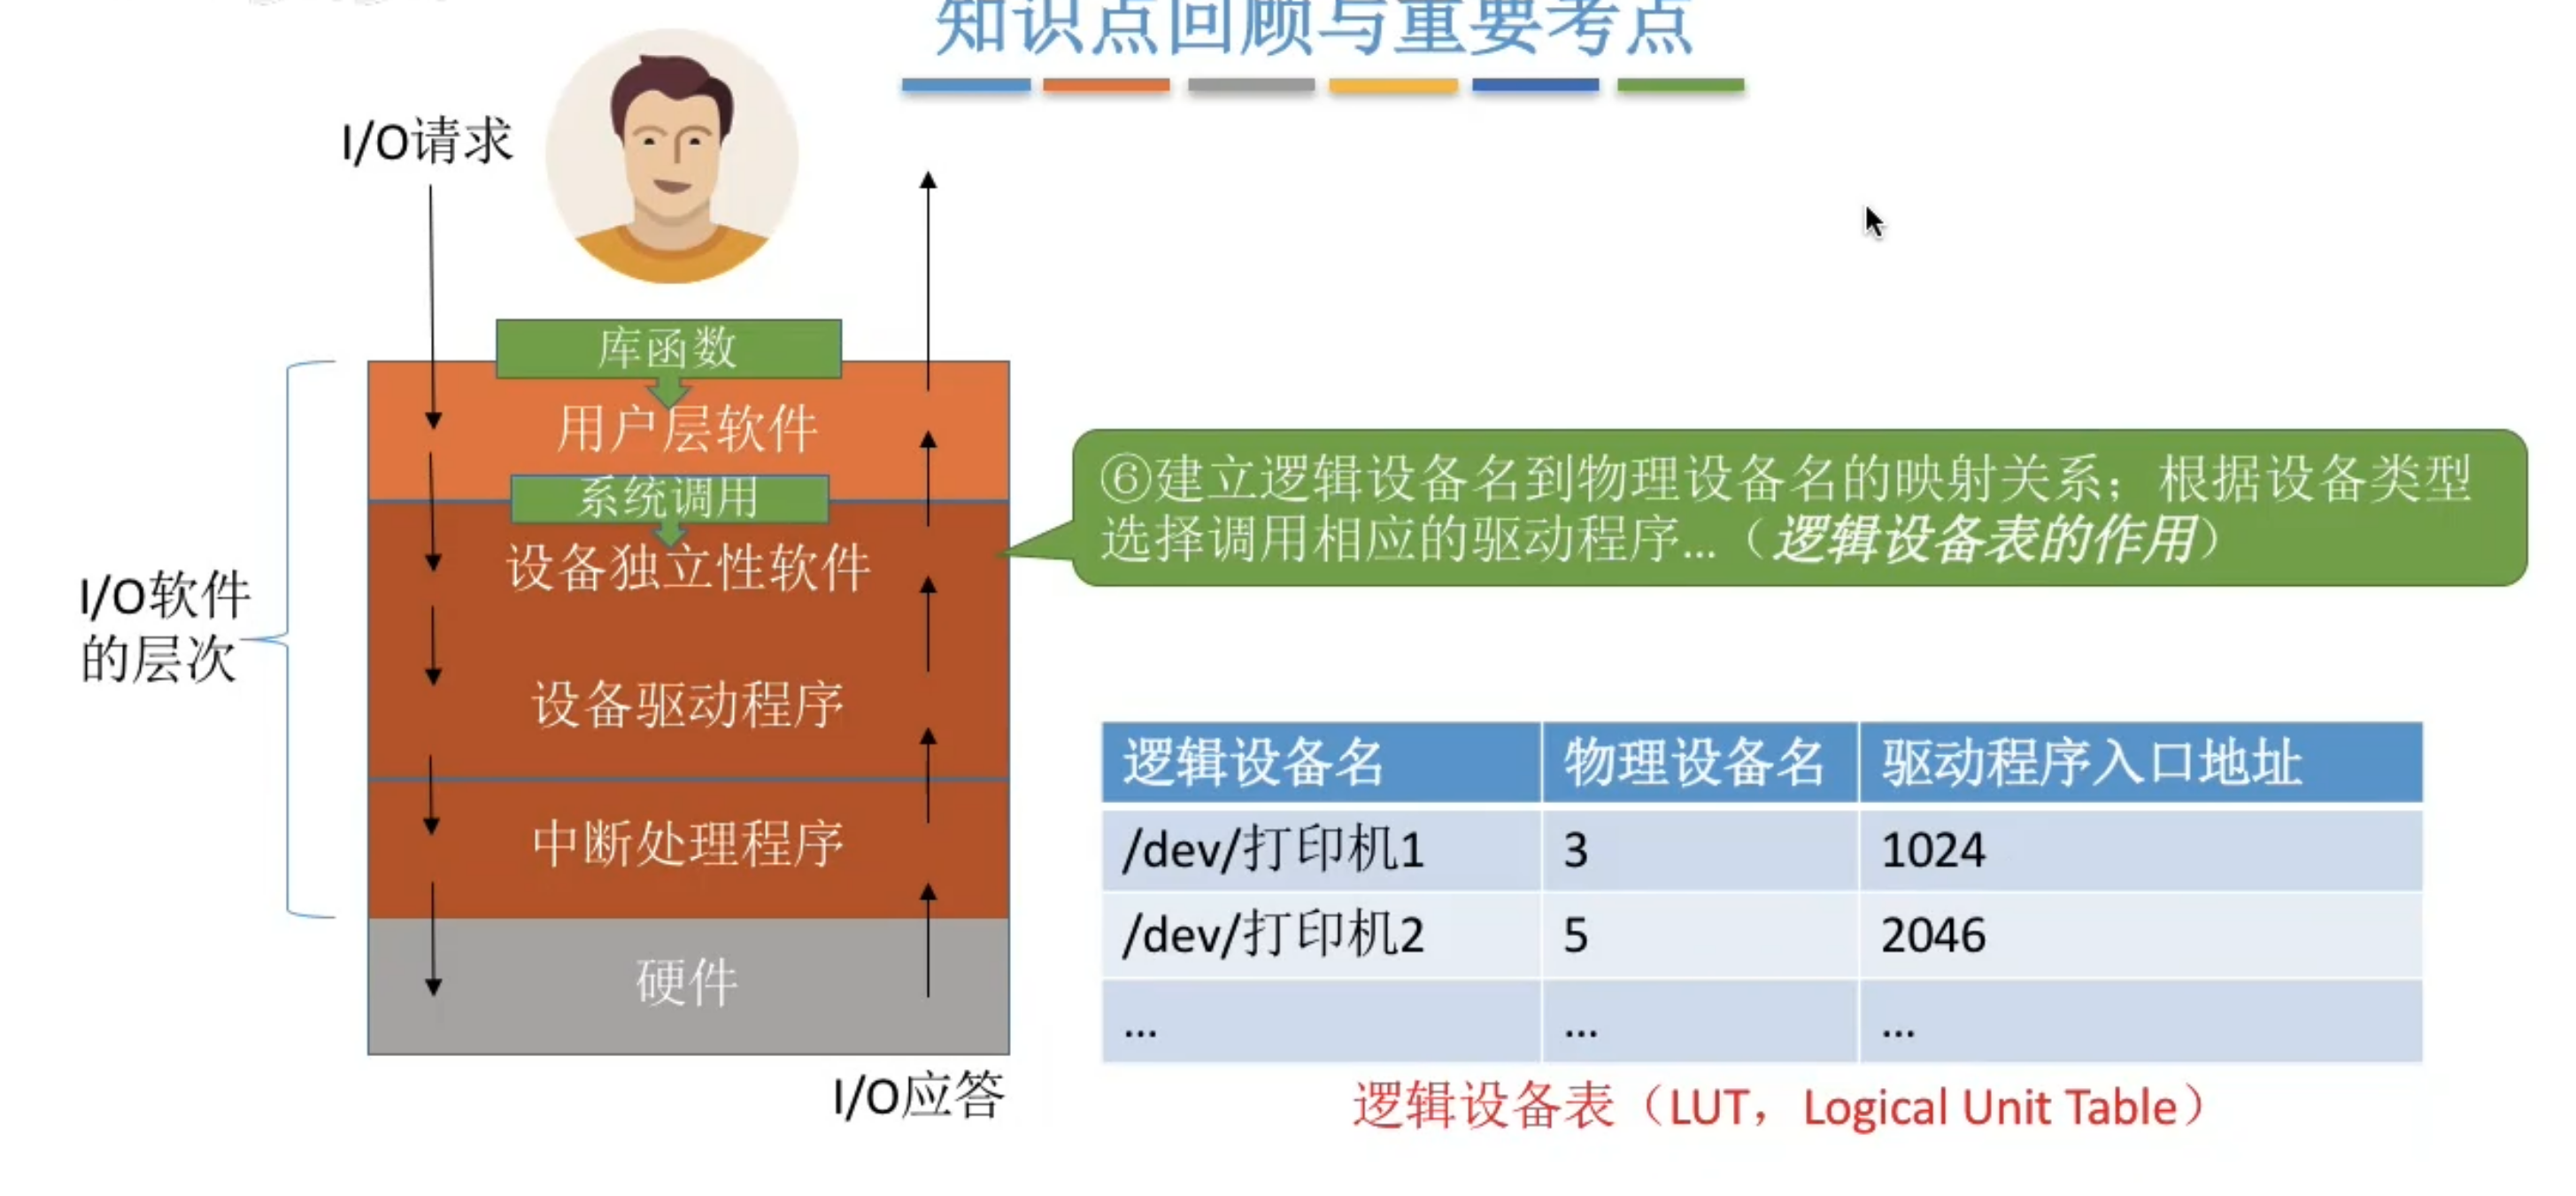 知识点回顾与重要考点
I/O请求
库函数
用户层软件
系统调用
设备独立性软件
设备驱动程序
中断处理程序
硬件
I/O软件
的层次
I/O应答
⑥建立逻辑设备名到物理设备名的映射关系；根据设备类型
选择调用相应的驱动程序...（逻辑设备表的作用）
逻辑设备名 物理设备名 驱动程序入口地址
/dev/打印机1 3 1024
/dev/打印机2 5 2046
... ... ...
逻辑设备表（LUT，Logical Unit Table）